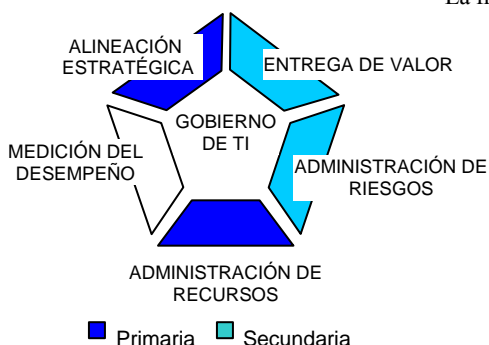 La
ALINEACIÓN
ESTRATÉGICA
ENTREGA DE VALOR
GOBIERNO
DE TI
MEDICIÓN DEL
DESEMPEÑO
ADMINISTRACIÓN DE
RIESGOS
ADMINISTRACIÓN DE
RECURSOS
Primaria Secundaria